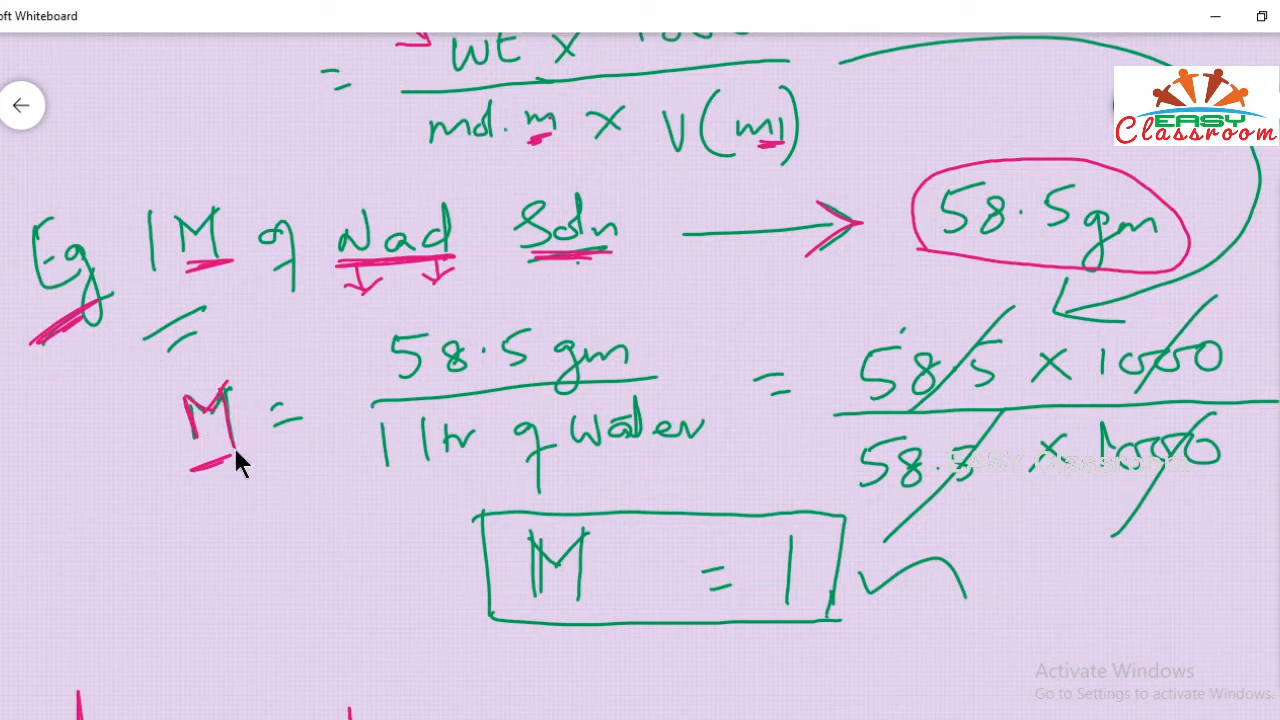 oft Whiteboard
= wt × 1000
mol. m × V(ml)
EASY
Classroom
Eg 1M of NaCl Soln → 58.5 gm
M = 58.5 gm = 58.5 × 1000
1 ltr of Water 58.5 × 1000
EASY Classroom
M = 1
Activate Windows
Go to Settings to activate Windows.